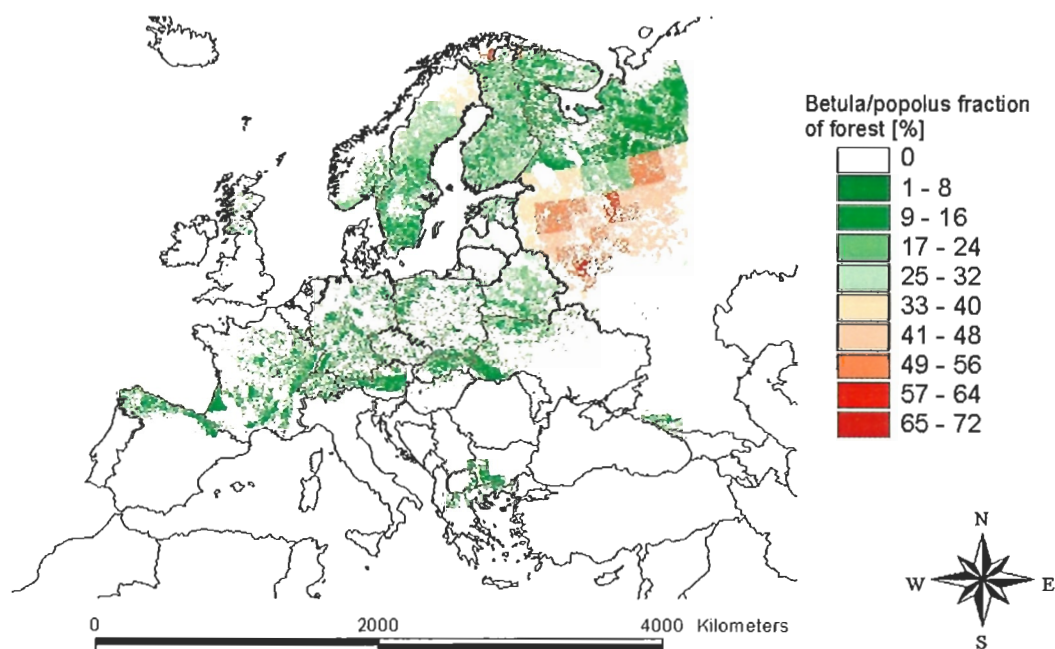 Betula/popolus fraction
of forest [%]
0
1 - 8
9 - 16
17 - 24
25 - 32
33 - 40
41 - 48
49 - 56
57 - 64
65 - 72
N
W E
S
0 2000 4000 Kilometers